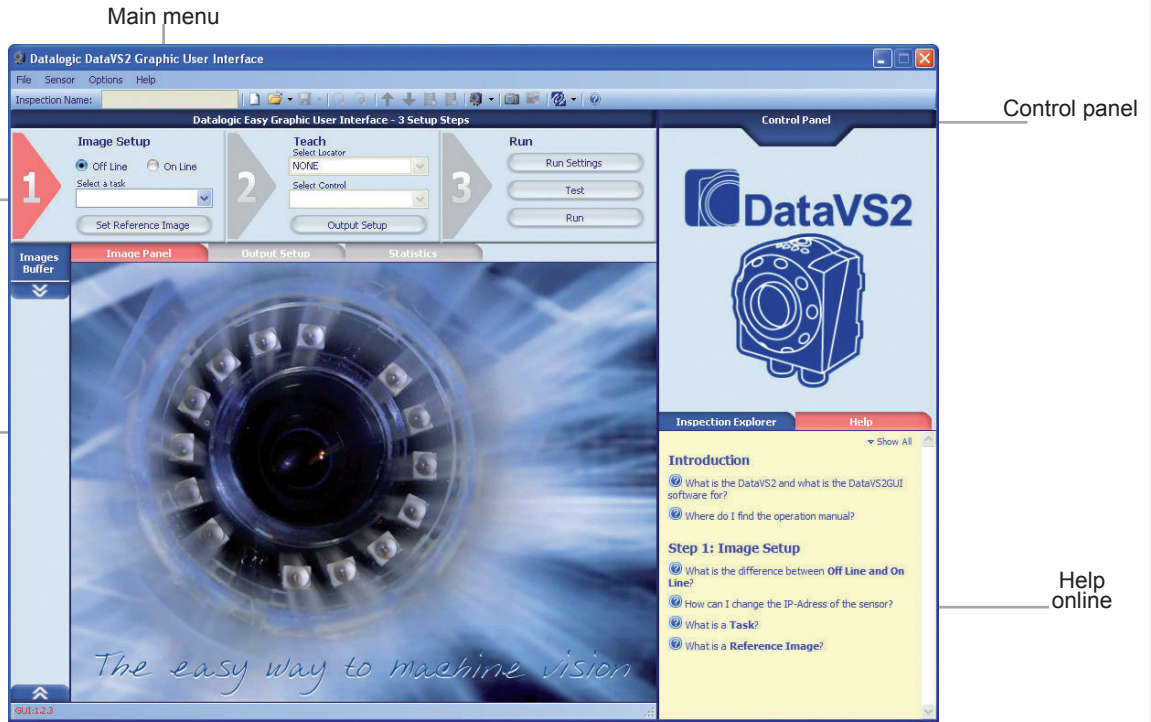 Main menu
Datalogic DataVS2 Graphic User Interface
File Sensor Options Help
Inspection Name:
Datalogic Easy Graphic User Interface - 3 Setup Steps
Control Panel
Control panel
1
Image Setup
Off Line On Line
Select a task
Set Reference Image
2
Teach
Select Locator
NONE
Select Control
Output Setup
3
Run
Run Settings
Test
Run
DataVS2
Images
Buffer
Image Panel
Output Setup
Statistics
The easy way to machine vision
Inspection Explorer
Help
Show All
Introduction
What is the DataVS2 and what is the DataVS2GUI
software for?
Where do I find the operation manual?
Step 1: Image Setup
What is the difference between Off Line and On
Line?
How can I change the IP-Adress of the sensor?
What is a Task?
What is a Reference Image?
Help
online
GUI:1.2.3